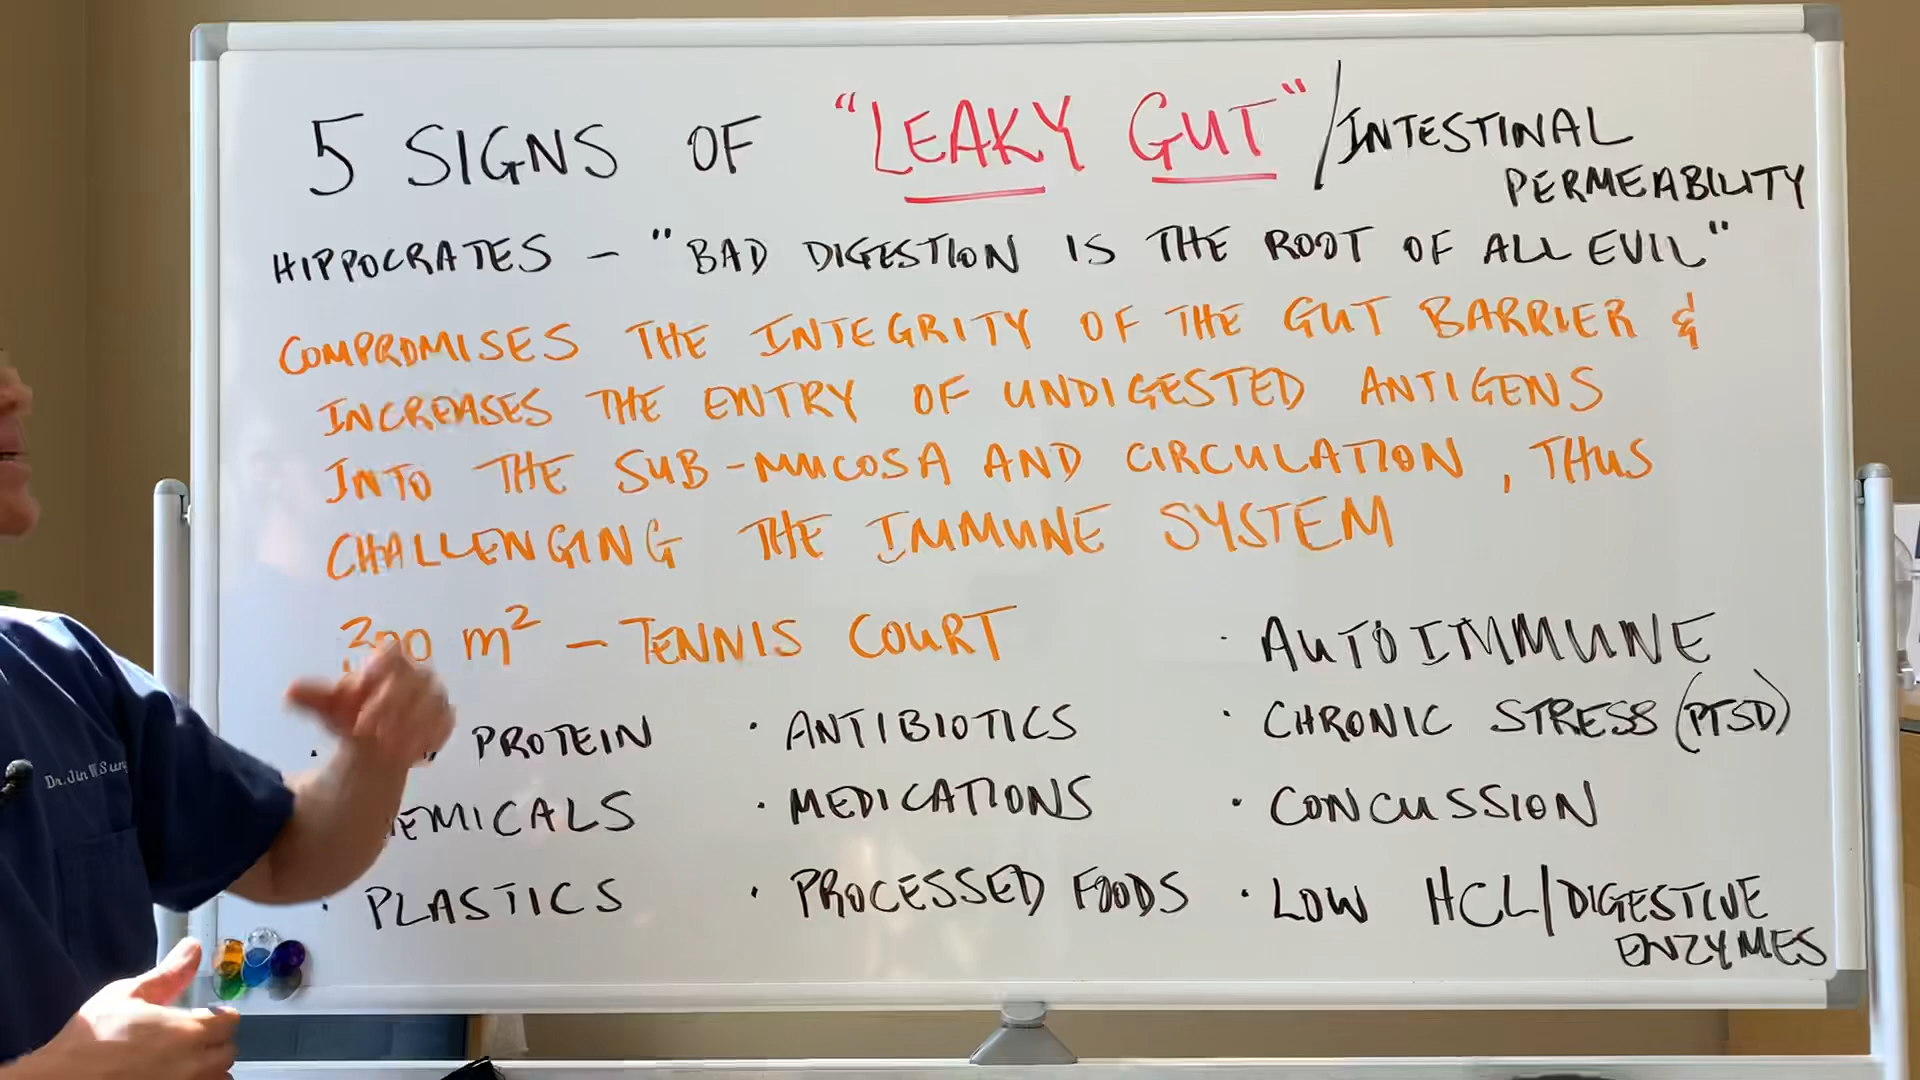 5 SIGNS OF "LEAKY GUT" / INTESTINAL
PERMEABILITY
HIPPOCRATES - "BAD DIGESTION IS THE ROOT OF ALL EVIL"
COMPROMISES THE INTEGRITY OF THE GUT BARRIER &
INCREASES THE ENTRY OF UNDIGESTED ANTIGENS
INTO THE SUB-MUCOSA AND CIRCULATION, THUS
CHALLENGING THE IMMUNE SYSTEM
m² - TENNIS COURT
PROTEIN
EMICALS
· PLASTICS
· ANTIBIOTICS
· MEDICATIONS
· PROCESSED FOODS
· AUTOIMMUNE
· CHRONIC STRESS (PTSD)
· CONCUSSION
· LOW HCL/DIGESTIVE
ENZYMES
Dr. Jin W Sung